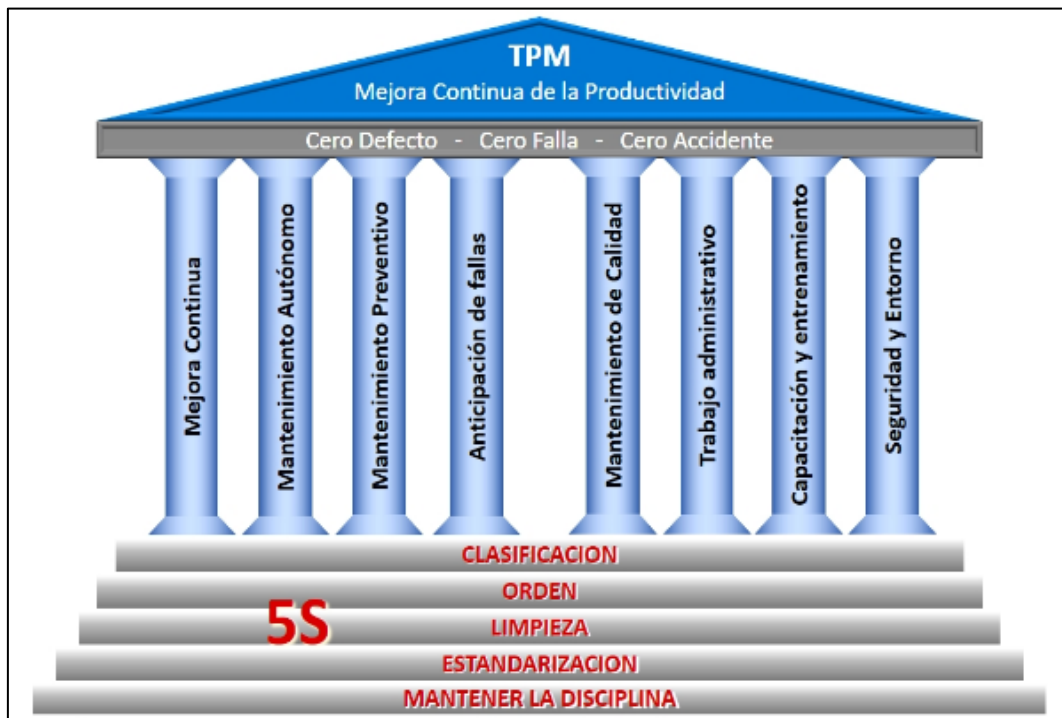 TPM
Mejora Continua de la Productividad
Cero Defecto - Cero Falla - Cero Accidente
Mejora Continua
Mantenimiento Autónomo
Mantenimiento Preventivo
Anticipación de fallas
Mantenimiento de Calidad
Trabajo administrativo
Capacitación y entrenamiento
Seguridad y Entorno
CLASIFICACION
ORDEN
5S
LIMPIEZA
ESTANDARIZACION
MANTENER LA DISCIPLINA